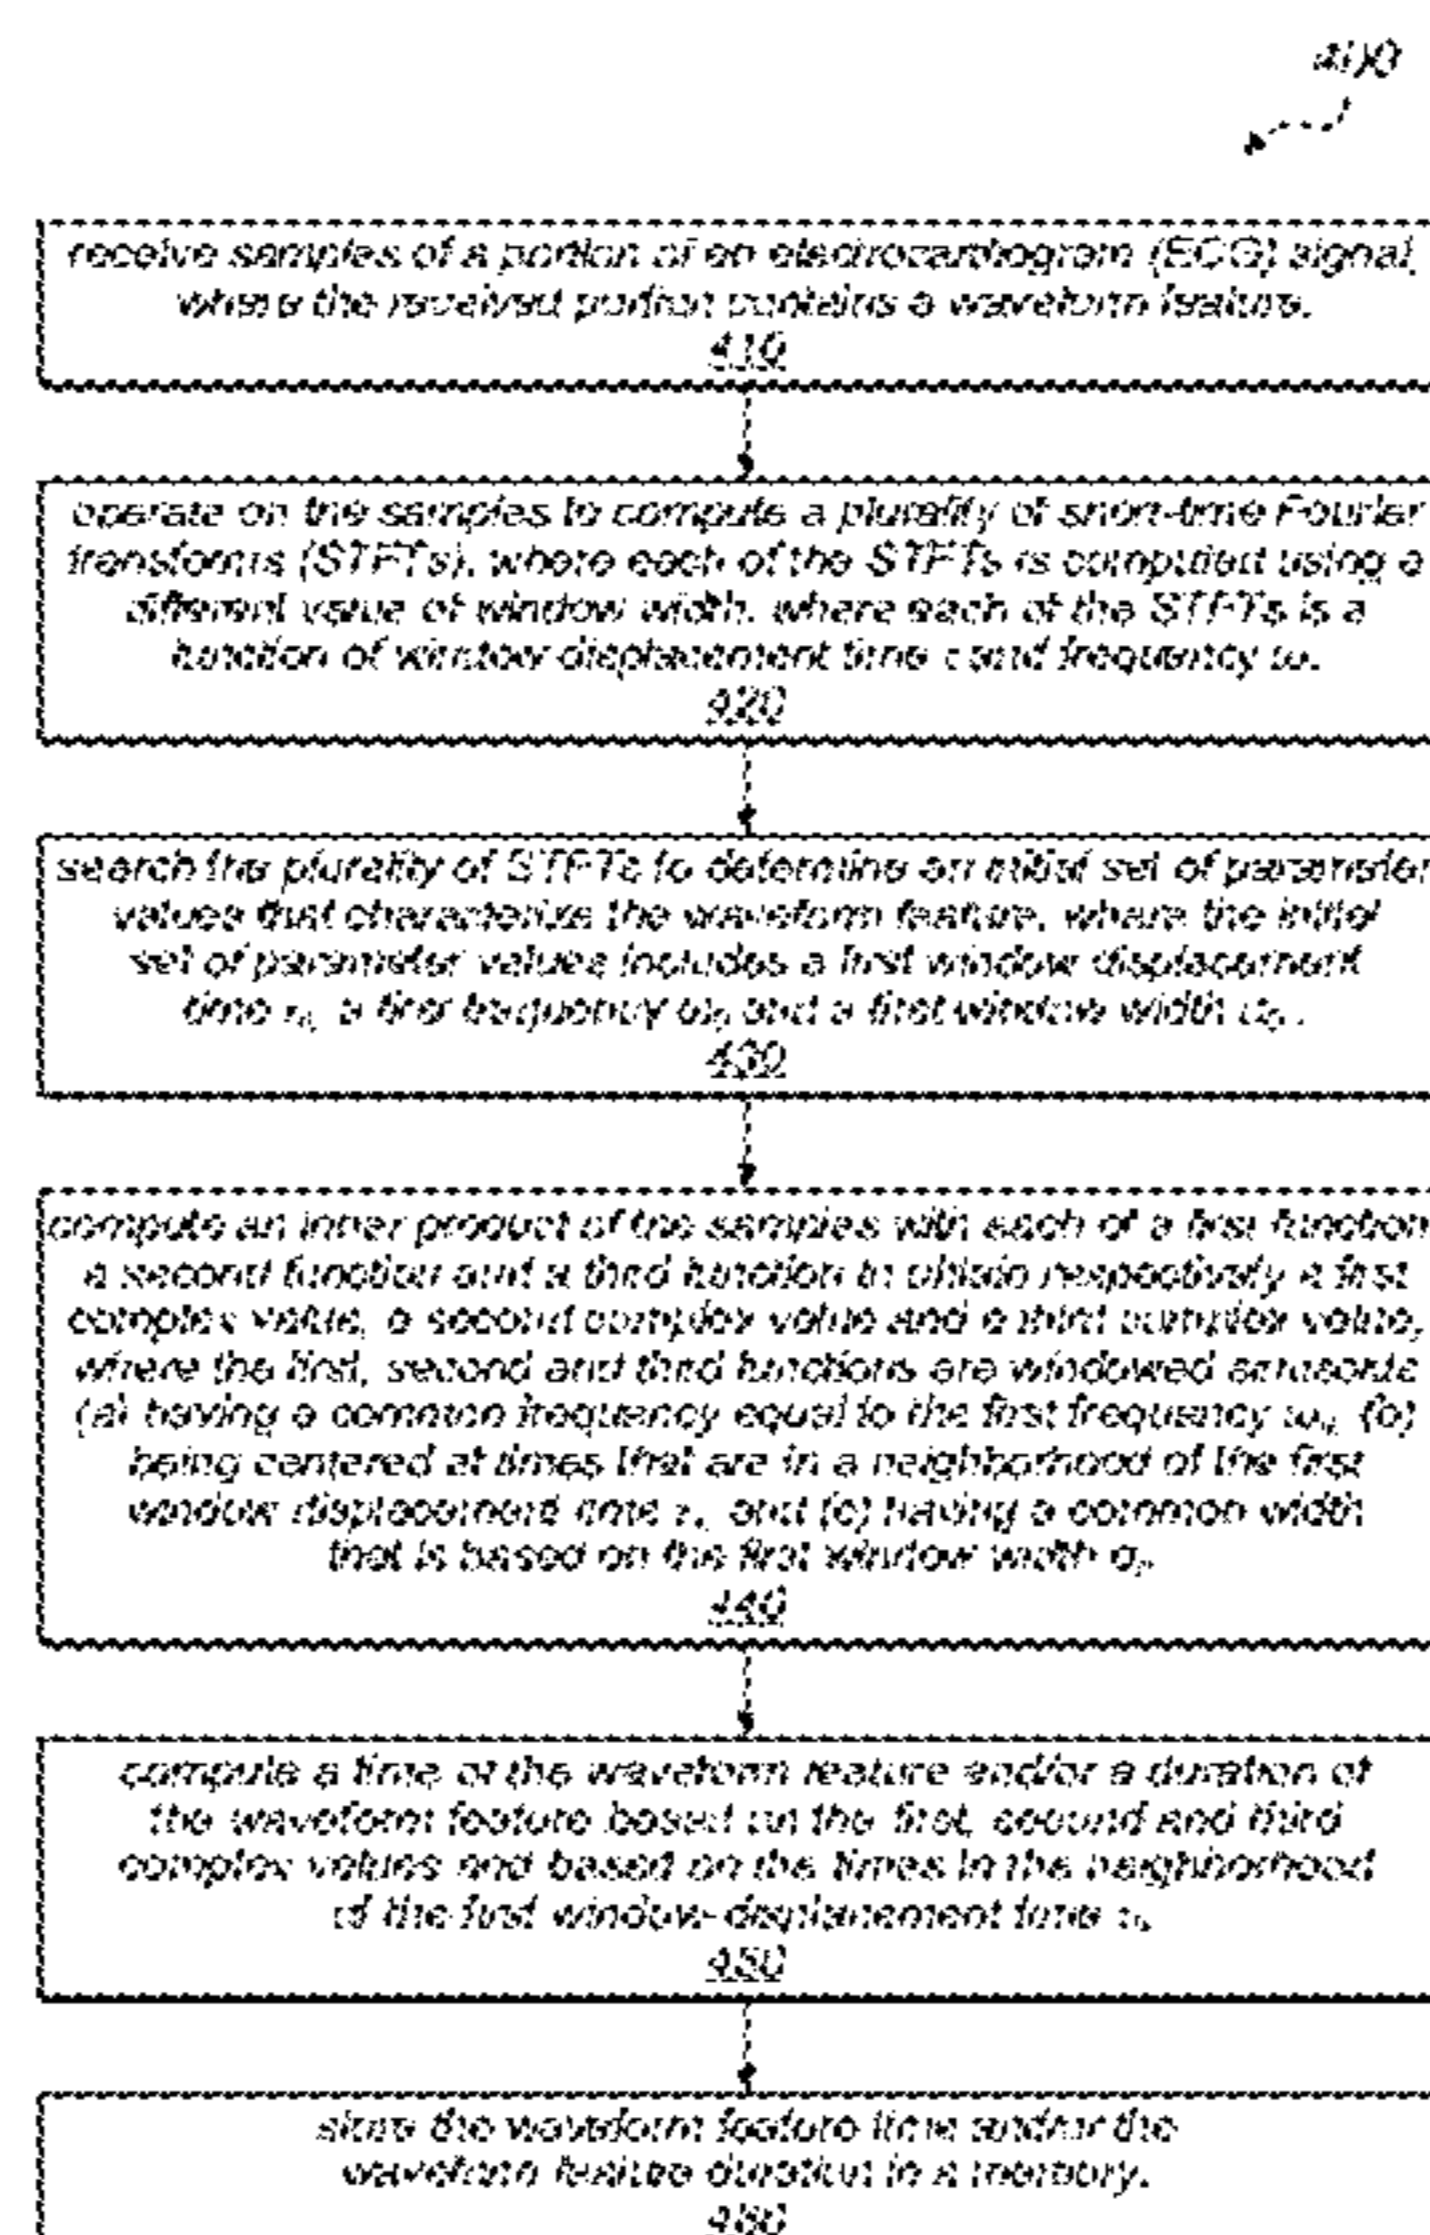 400
receive samples of a portion of an electrocardiogram (ECG) signal,
where the received portion contains a waveform feature.
410
operate on the samples to compute a plurality of short-time Fourier
transforms (STFTs), where each of the STFTs is computed using a
different value of window width, where each of the STFTs is a
function of window displacement time τ and frequency ω.
420
search the plurality of STFTs to determine an initial set of parameter
values that characterize the waveform feature, where the initial
set of parameter values includes a first window displacement
time τ₀, a first frequency ω₀ and a first window width σ₀.
430
compute an inner product of the samples with each of a first function
a second function and a third function to obtain respectively a first
complex value, a second complex value and a third complex value,
where the first, second and third functions are windowed sinusoids
(a) having a common frequency equal to the first frequency ω₀, (b)
being centered at times that are in a neighborhood of the first
window displacement time τ₀ and (c) having a common width
that is based on the first window width σ₀.
440
compute a time of the waveform feature and/or a duration of
the waveform feature based on the first, second and third
complex values and based on the times in the neighborhood
of the first window-displacement time τ₀.
450
store the waveform feature time and/or the
waveform feature duration in a memory.
460